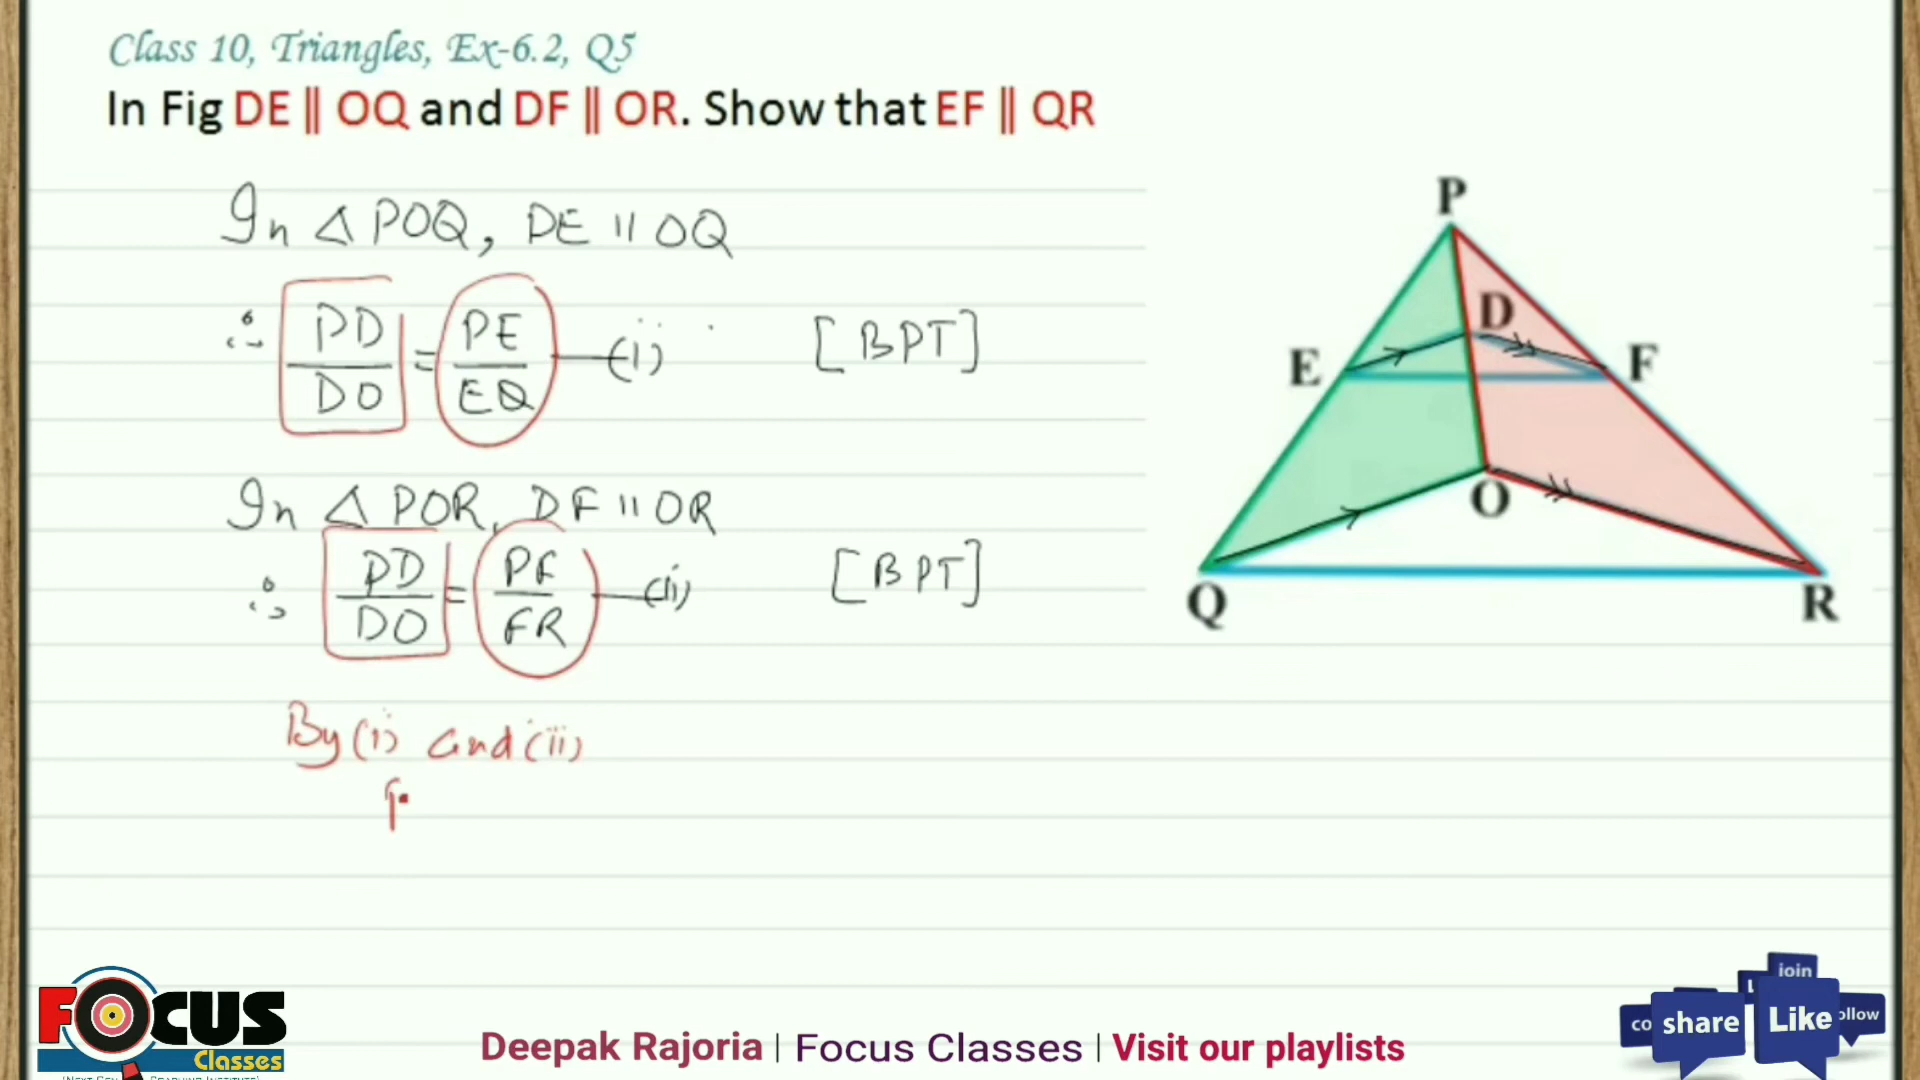 Class 10, Triangles, Ex-6.2, Q5
In Fig DE || OQ and DF || OR. Show that EF || QR
In △ POQ, DE || OQ
∴ PD/DO = PE/EQ —(i) [BPT]
In △ POR, DF || OR
∴ PD/DO = PF/FR —(ii) [BPT]
By (i) and (ii)
P
P
D
E
F
O
Q
R
FOCUS
Classes
Deepak Rajoria | Focus Classes | Visit our playlists
join
co share Like ollow